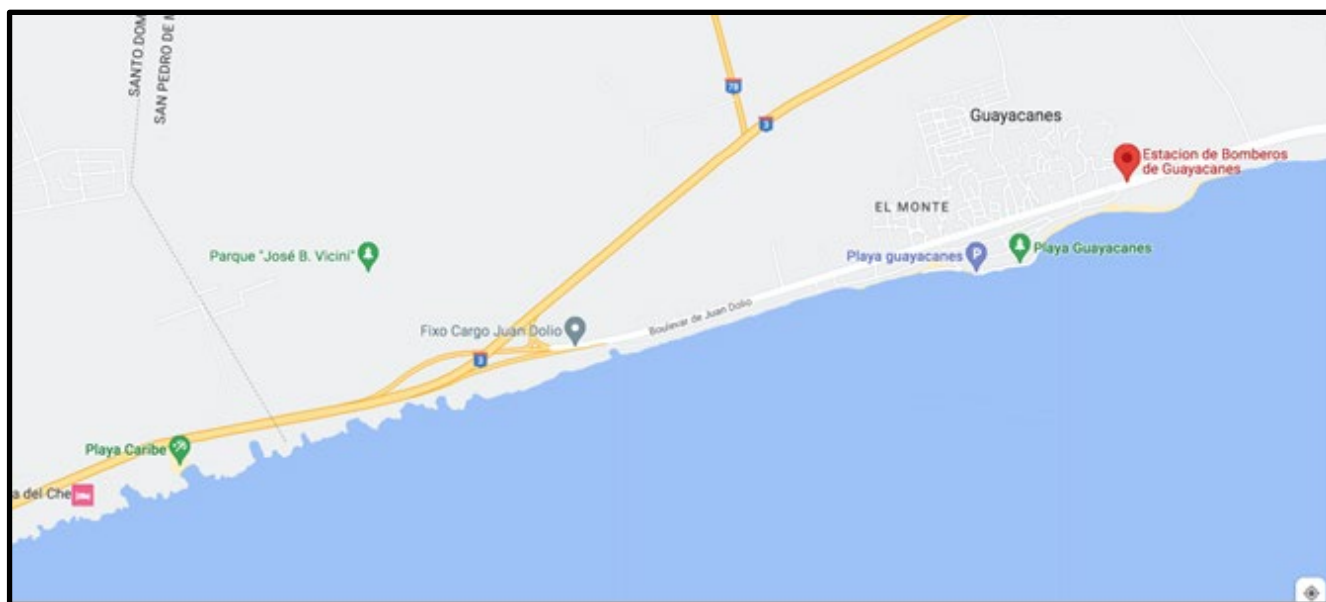 SANTO DOM
SAN PEDRO DE
78
3
Guayacanes
Estacion de Bomberos
de Guayacanes
EL MONTE
Parque "José B. Vicini"
Playa guayacanes
P
Playa Guayacanes
Boulevar de Juan Dolio
Fixo Cargo Juan Dolio
3
Playa Caribe
a del Che